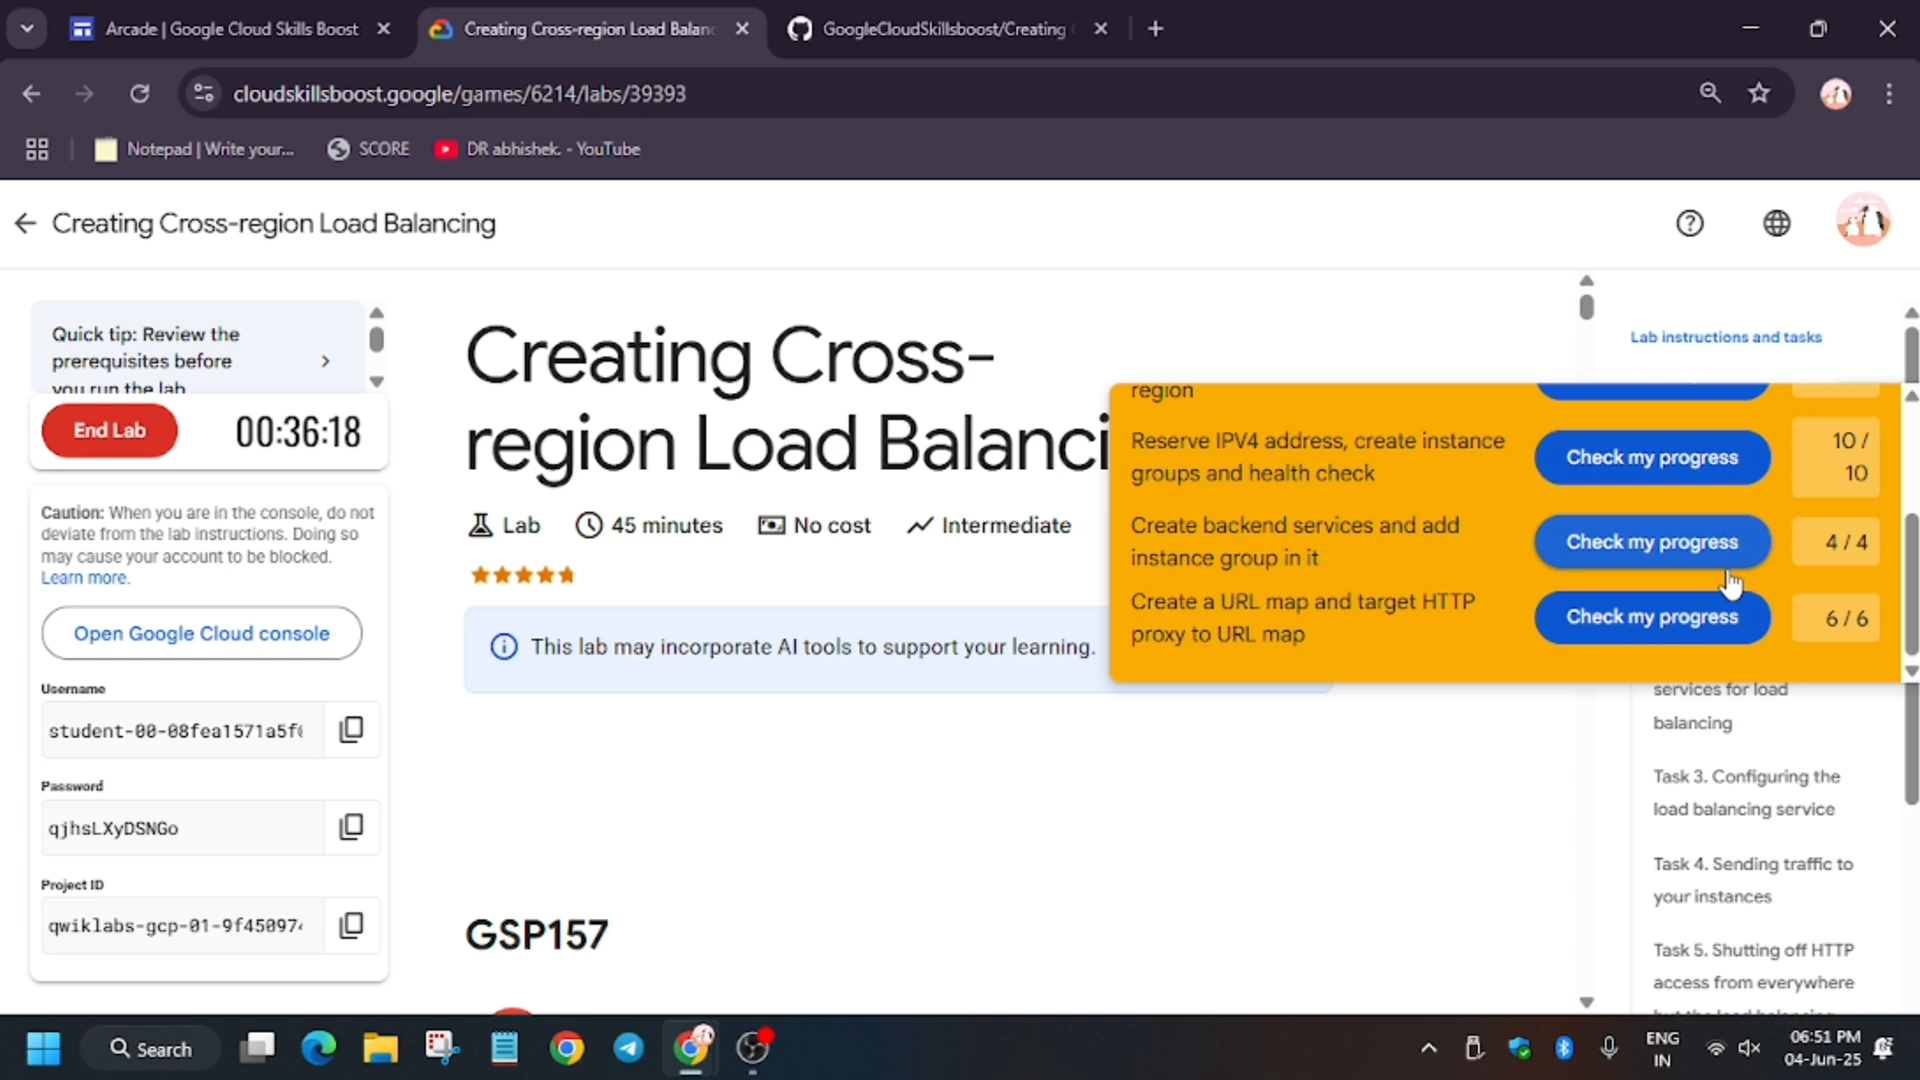 Arcade | Google Cloud Skills Boost
Creating Cross-region Load Balanc
GoogleCloudSkillsboost/Creating
cloudskillsboost.google/games/6214/labs/39393
Notepad | Write your...
SCORE
DR abhishek. - YouTube
Creating Cross-region Load Balancing
Quick tip: Review the
prerequisites before
you run the lab
End Lab
00:36:18
Caution: When you are in the console, do not
deviate from the lab instructions. Doing so
may cause your account to be blocked.
Learn more.
Open Google Cloud console
Username
student-00-08fea1571a5f
Password
qjhsLXyDSNGo
Project ID
qwiklabs-gcp-01-9f45097
Creating Cross-
region Load Balanci
Lab
45 minutes
No cost
Intermediate
This lab may incorporate AI tools to support your learning.
GSP157
Lab instructions and tasks
region
Reserve IPV4 address, create instance
groups and health check
Check my progress
10 /
10
Create backend services and add
instance group in it
Check my progress
4 / 4
Create a URL map and target HTTP
proxy to URL map
Check my progress
6 / 6
services for load
balancing
Task 3. Configuring the
load balancing service
Task 4. Sending traffic to
your instances
Task 5. Shutting off HTTP
access from everywhere
but the load balancing
Search
ENG
IN
06:51 PM
04-Jun-25